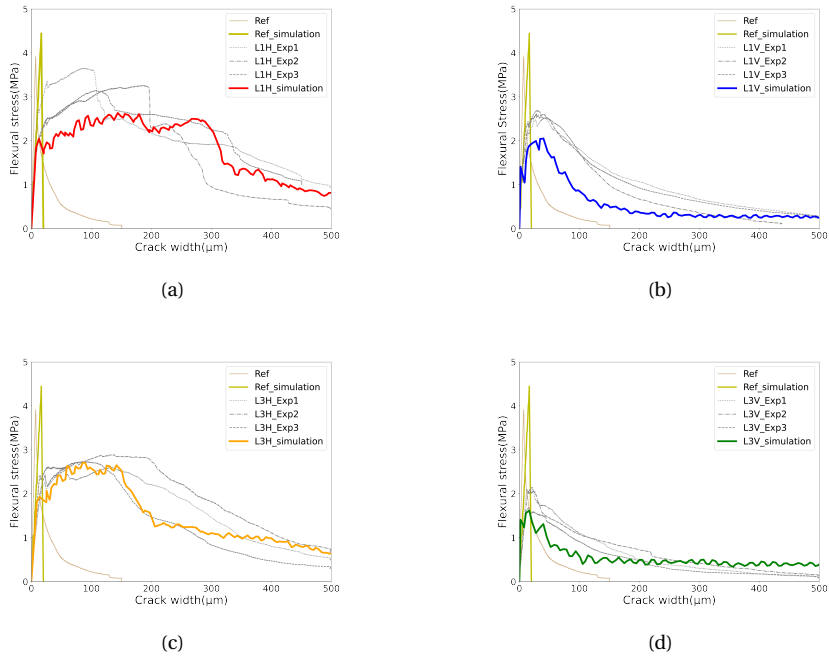 5
4
3
2
1
0
0 100 200 300 400 500
Flexural stress(MPa)
Crack width(μm)
Ref
Ref_simulation
L1H_Exp1
L1H_Exp2
L1H_Exp3
L1H_simulation
(a)
5
4
3
2
1
0
0 100 200 300 400 500
Flexural Stress(MPa)
Crack width(μm)
Ref
Ref_simulation
L1V_Exp1
L1V_Exp2
L1V_Exp3
L1V_simulation
(b)
5
4
3
2
1
0
0 100 200 300 400 500
Flexural stress(MPa)
Crack width(μm)
Ref
Ref_simulation
L3H_Exp1
L3H_Exp2
L3H_Exp3
L3H_simulation
(c)
5
4
3
2
1
0
0 100 200 300 400 500
Flexural stress(MPa)
Crack width(μm)
Ref
Ref_simulation
L3V_Exp1
L3V_Exp2
L3V_Exp3
L3V_simulation
(d)